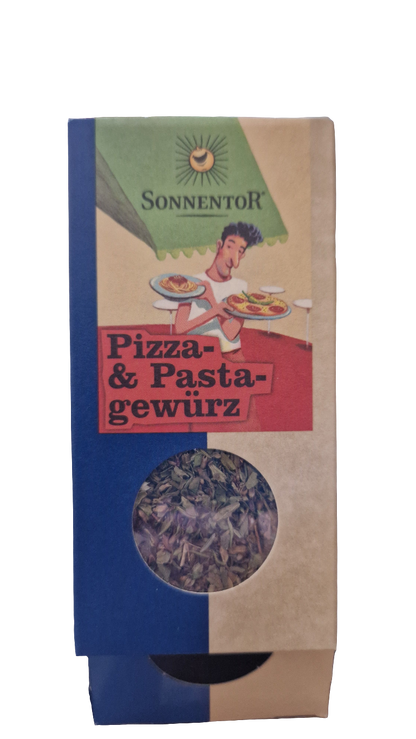 SONNENTOR®
Pizza-
& Pasta-
gewürz